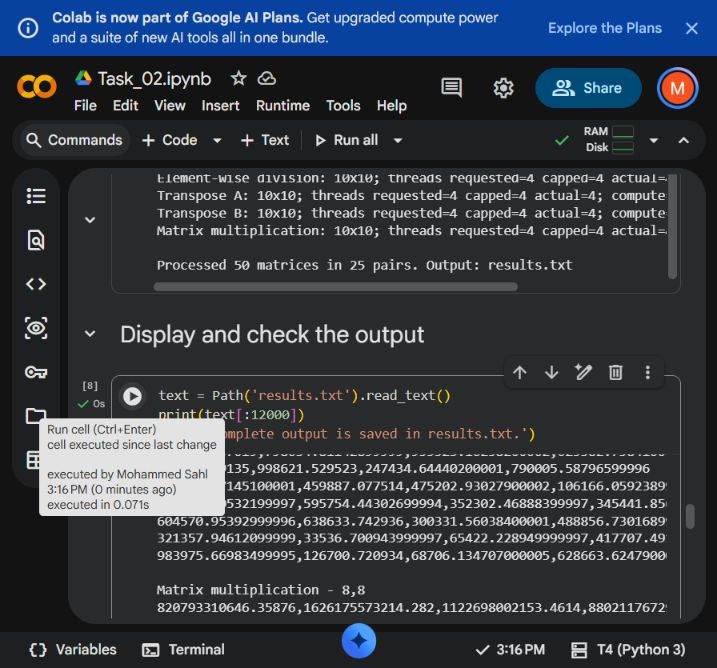 Colab is now part of Google AI Plans. Get upgraded compute power
and a suite of new AI tools all in one bundle.
Explore the Plans
Task_02.ipynb
Share
M
File Edit View Insert Runtime Tools Help
Commands + Code + Text Run all
RAM
Disk
Element-wise division: 10x10; threads requested=4 capped=4 actual=
Transpose A: 10x10; threads requested=4 capped=4 actual=4; compute
Transpose B: 10x10; threads requested=4 capped=4 actual=4; compute
Matrix multiplication: 10x10; threads requested=4 capped=4 actual=
Processed 50 matrices in 25 pairs. Output: results.txt
Display and check the output
[8]
0s
text = Path('results.txt').read_text()
print(text[:12000])
omplete output is saved in results.txt.')
Run cell (Ctrl+Enter)
cell executed since last change
executed by Mohammed Sahl
3:16 PM (0 minutes ago)
executed in 0.071s
0135,998621.529523,247434.64440200001,790005.58796599996
7145100001,459887.077514,475202.93027900002,106166.0592389
0532199997,595754.44302699994,352302.46888399997,345441.85
604570.95392999996,638633.742936,300331.56038400001,488856.7301689
321357.94612099999,33536.700943999997,65422.228949999997,417707.49
983975.66983499995,126700.720934,68706.134707000005,628663.6247900
Matrix multiplication - 8,8
820793310646.35876,1626175573214.282,1122698002153.4614,8802117672
Variables Terminal 3:16 PM T4 (Python 3)